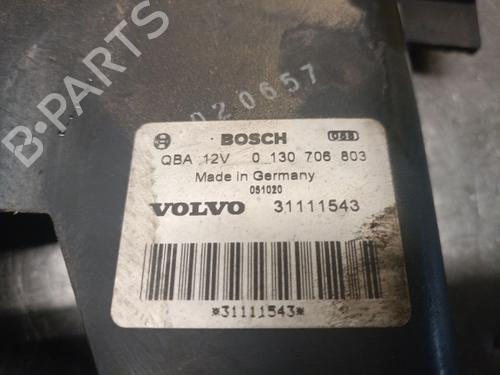 B-PARTS
020657
BOSCH
QBA 12V 0 130 706 803
Made in Germany
051020
VOLVO 31111543
*31111543*